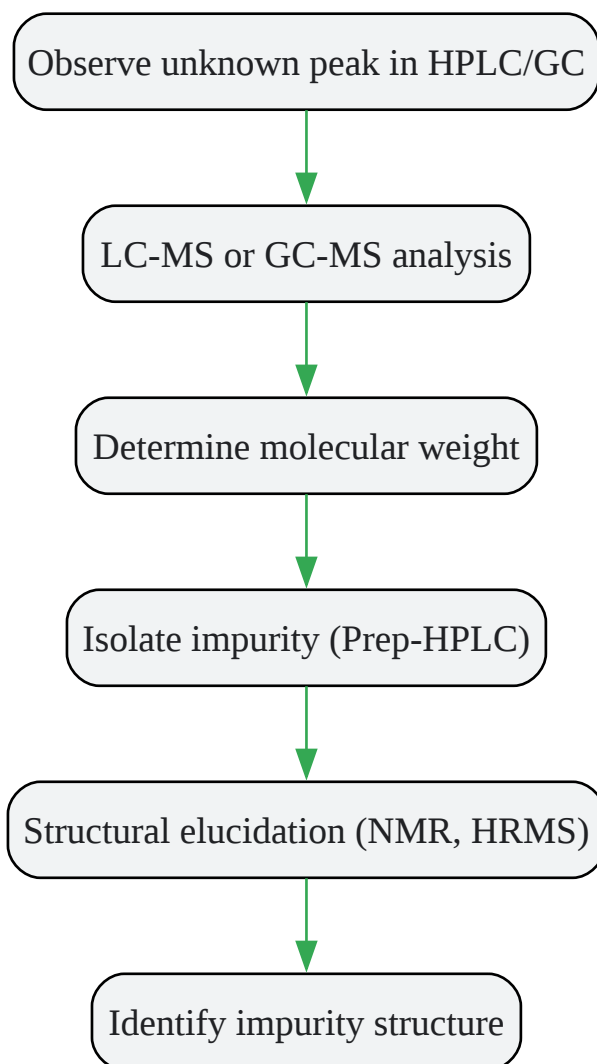 Observe unknown peak in HPLC/GC
LC-MS or GC-MS analysis
Determine molecular weight
Isolate impurity (Prep-HPLC)
Structural elucidation (NMR, HRMS)
Identify impurity structure